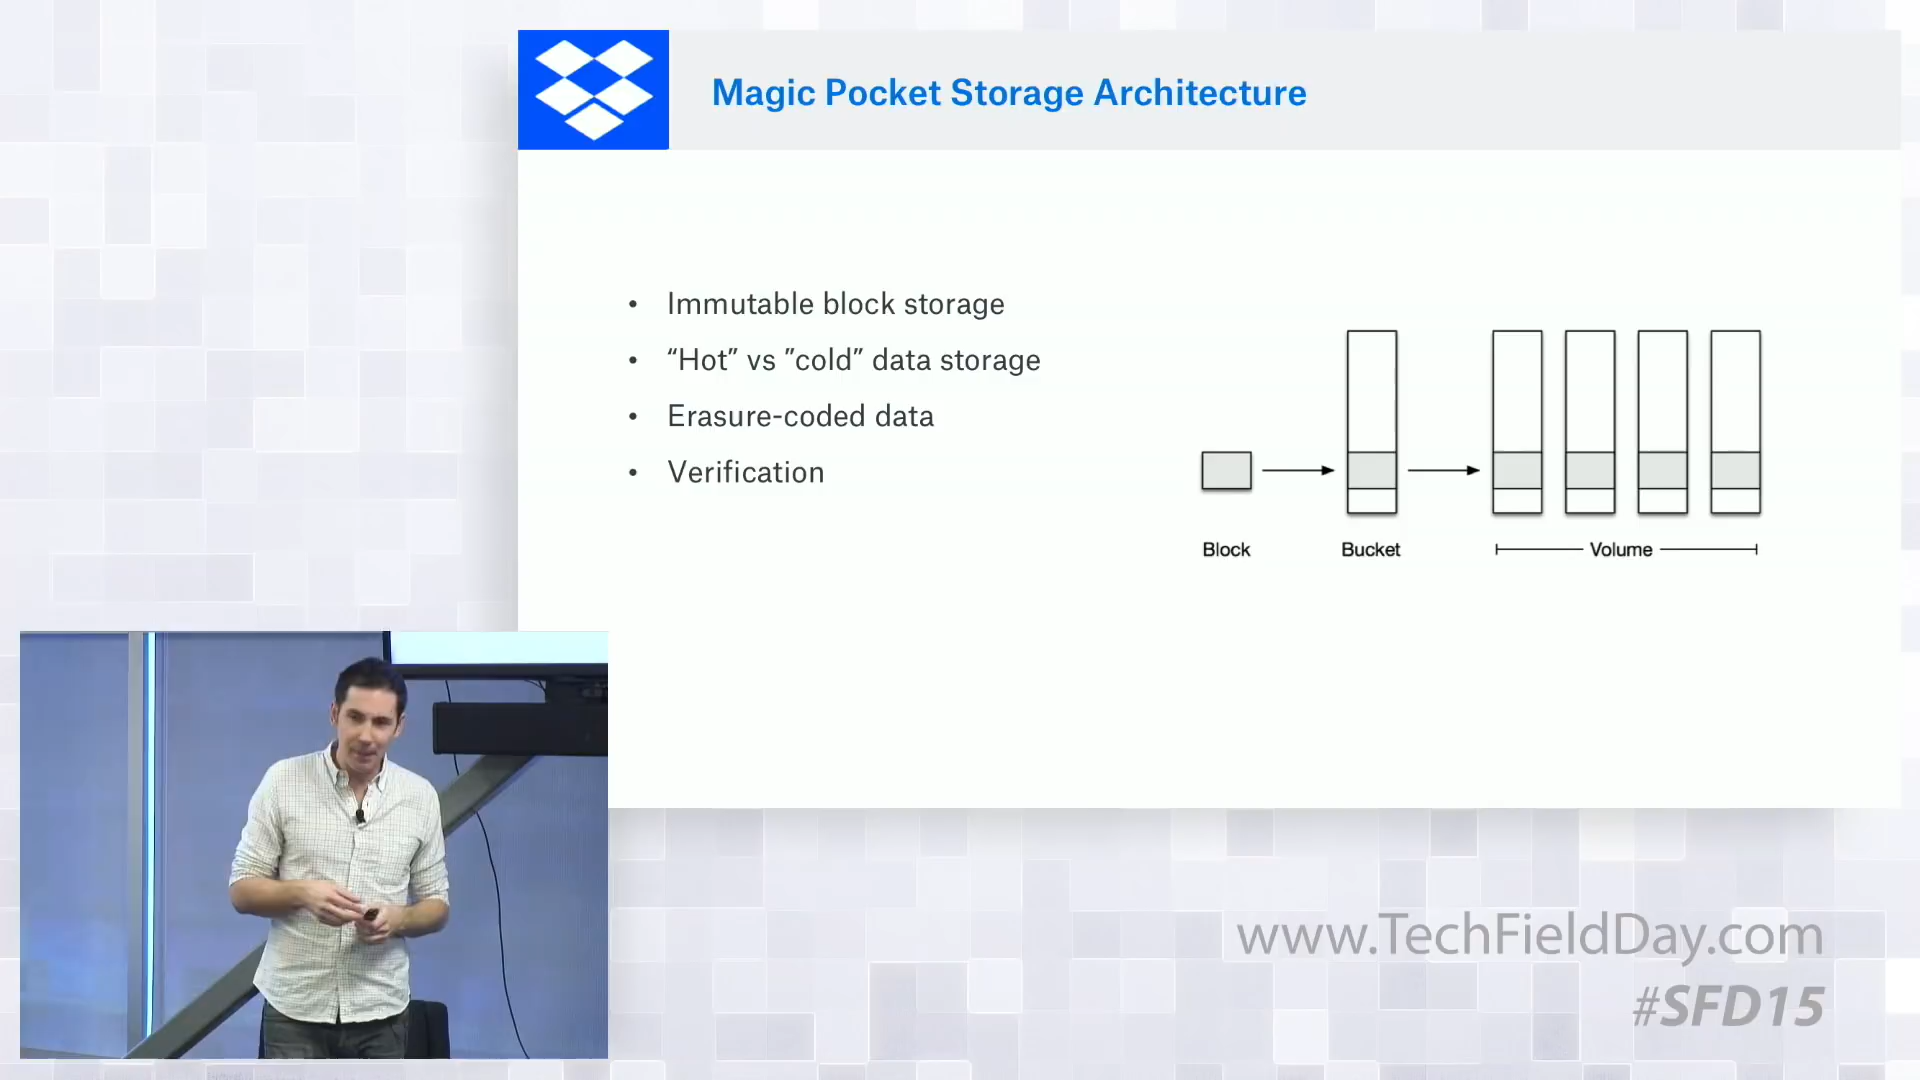 Magic Pocket Storage Architecture
• Immutable block storage
• “Hot” vs ”cold” data storage
• Erasure-coded data
• Verification
Block
Bucket
Volume
www.TechFieldDay.com
#SFD15